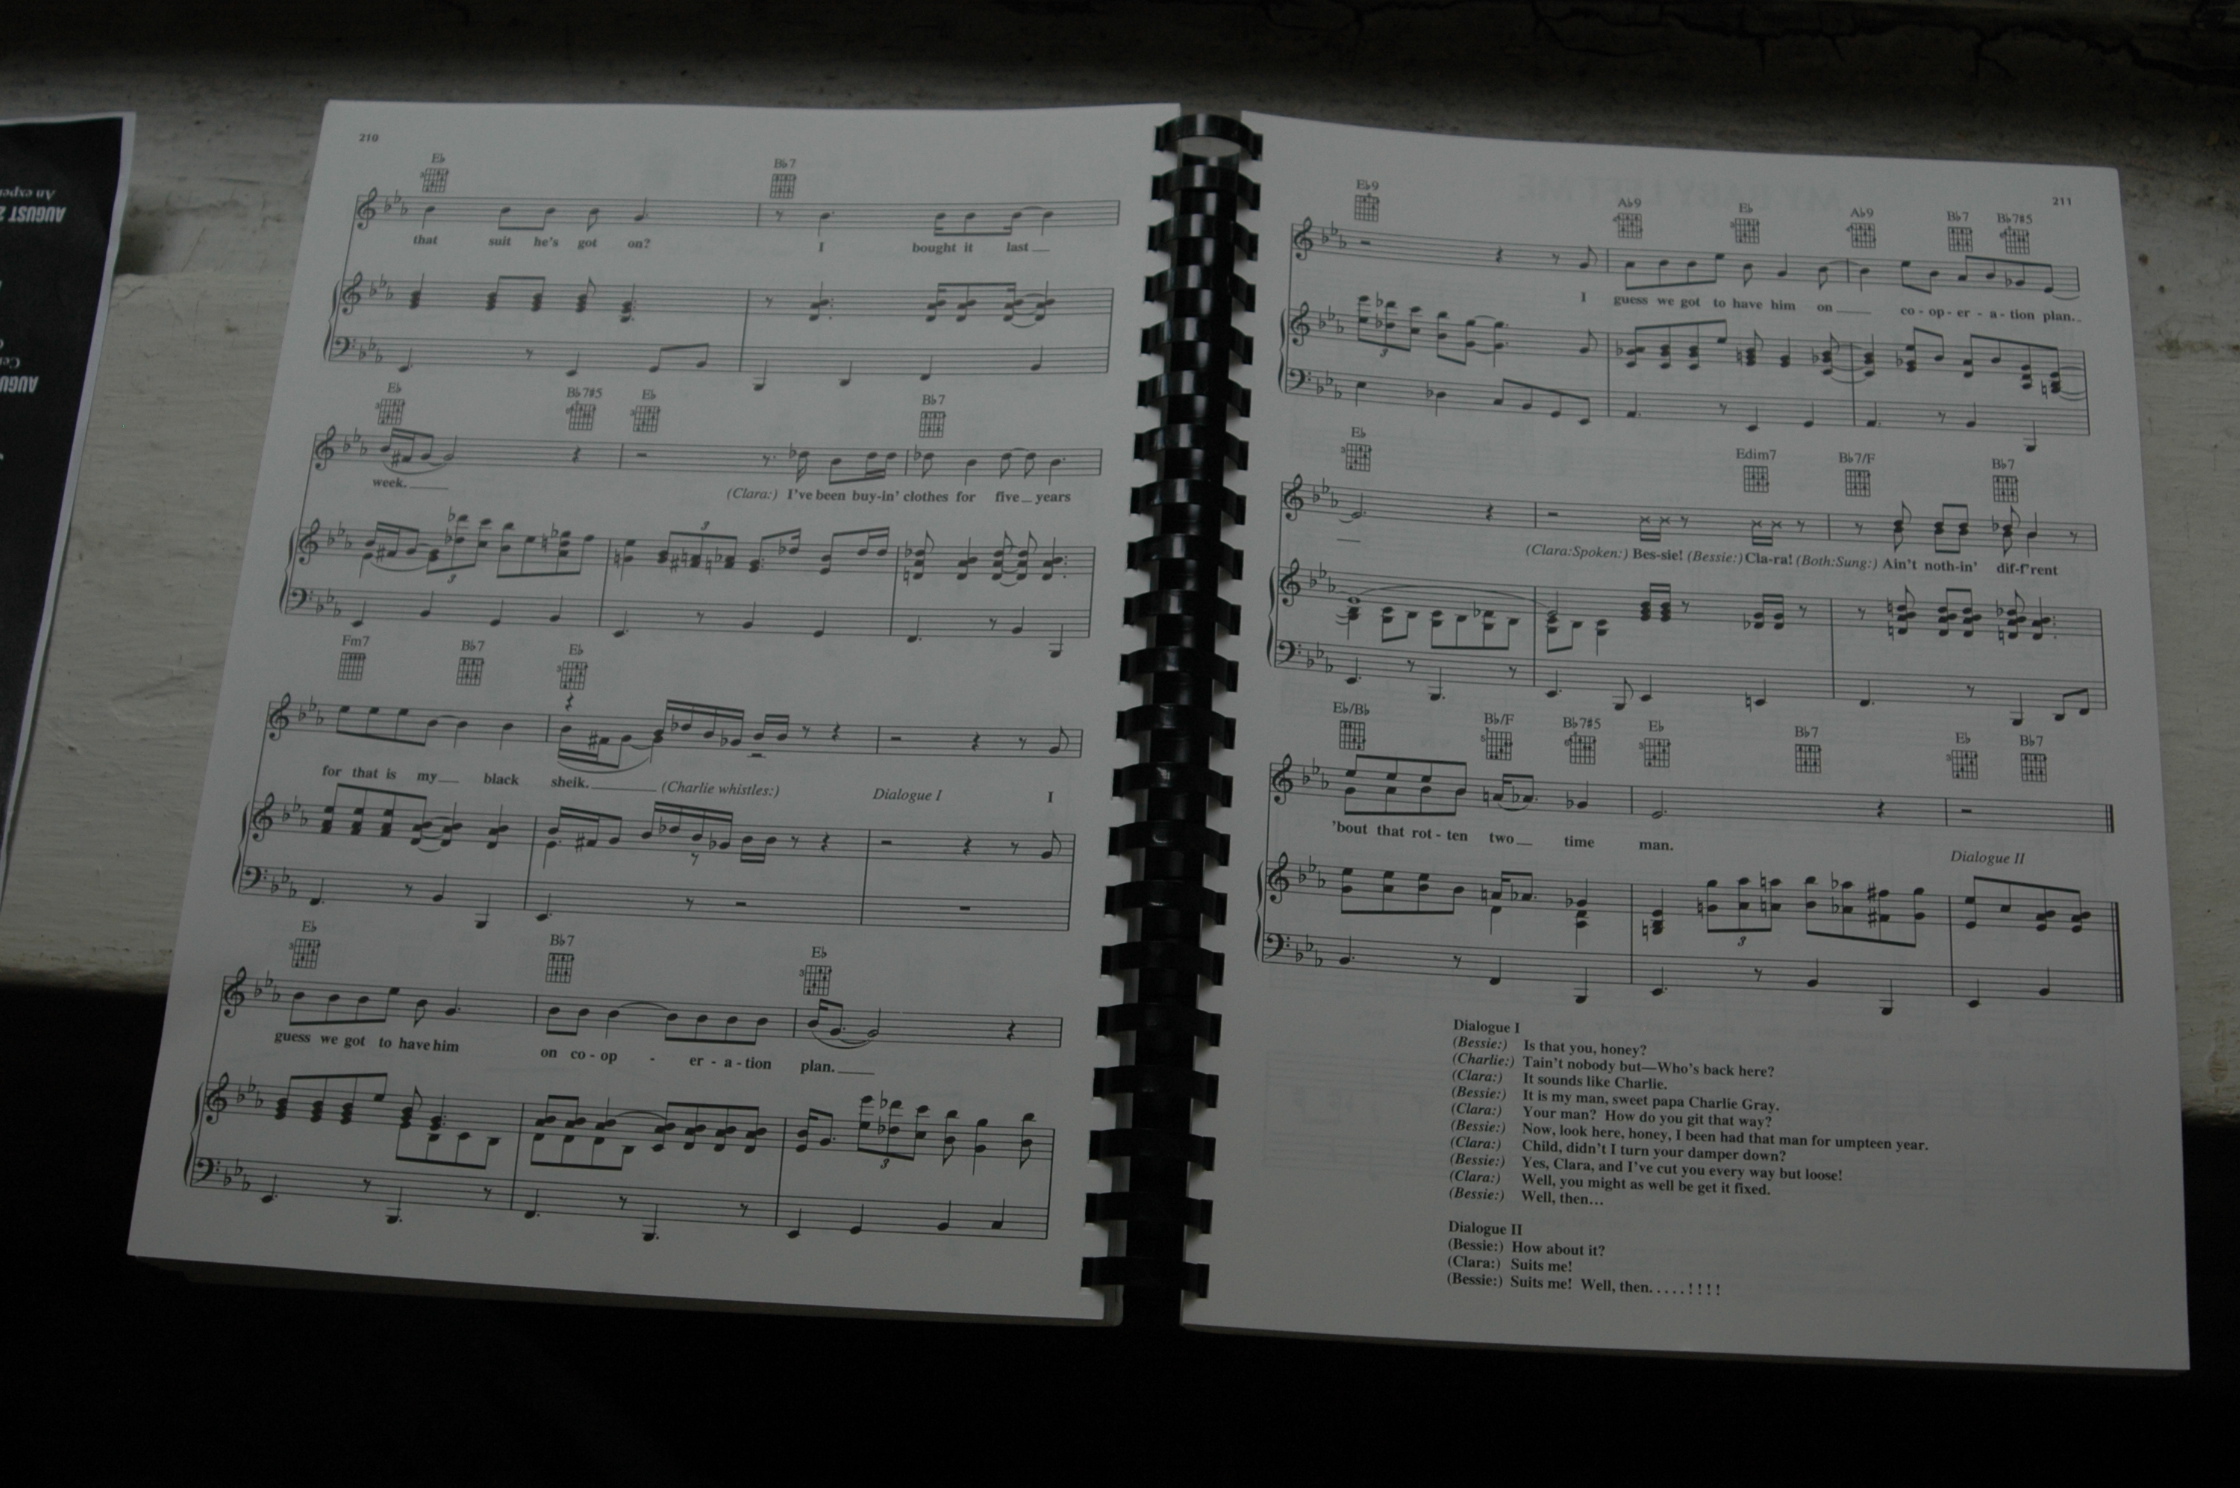 An expe
AUGUST 2
AUGU
210
E♭ B♭7
that suit he's got on? I bought it last
E♭ B♭7♯5 E♭ B♭7
week. (Clara:) I've been buy-in' clothes for five years
Fm7 B♭7 E♭
for that is my black sheik. (Charlie whistles:) Dialogue I I
E♭ B♭7 E♭
guess we got to have him on co - op - er - a - tion plan.
211
E♭9 A♭9 E♭ A♭9 B♭7 B♭7♯5
I guess we got to have him on co - op - er - a - tion plan.
E♭ Edim7 B♭7/F B♭7
(Clara:Spoken:) Bes-sie! (Bessie:) Cla-ra! (Both:Sung:) Ain't noth-in' dif-f'rent
E♭/B♭ B♭/F B♭7♯5 E♭ B♭7 E♭ B♭7
'bout that rot - ten two time man. Dialogue II
Dialogue I
(Bessie:) Is that you, honey?
(Charlie:) Tain't nobody but—Who's back here?
(Clara:) It sounds like Charlie.
(Bessie:) It is my man, sweet papa Charlie Gray.
(Clara:) Your man? How do you git that way?
(Bessie:) Now, look here, honey, I been had that man for umpteen year.
(Clara:) Child, didn't I turn your damper down?
(Bessie:) Yes, Clara, and I've cut you every way but loose!
(Clara:) Well, you might as well be get it fixed.
(Bessie:) Well, then...
Dialogue II
(Bessie:) How about it?
(Clara:) Suits me!
(Bessie:) Suits me! Well, then. . . . . ! ! ! !